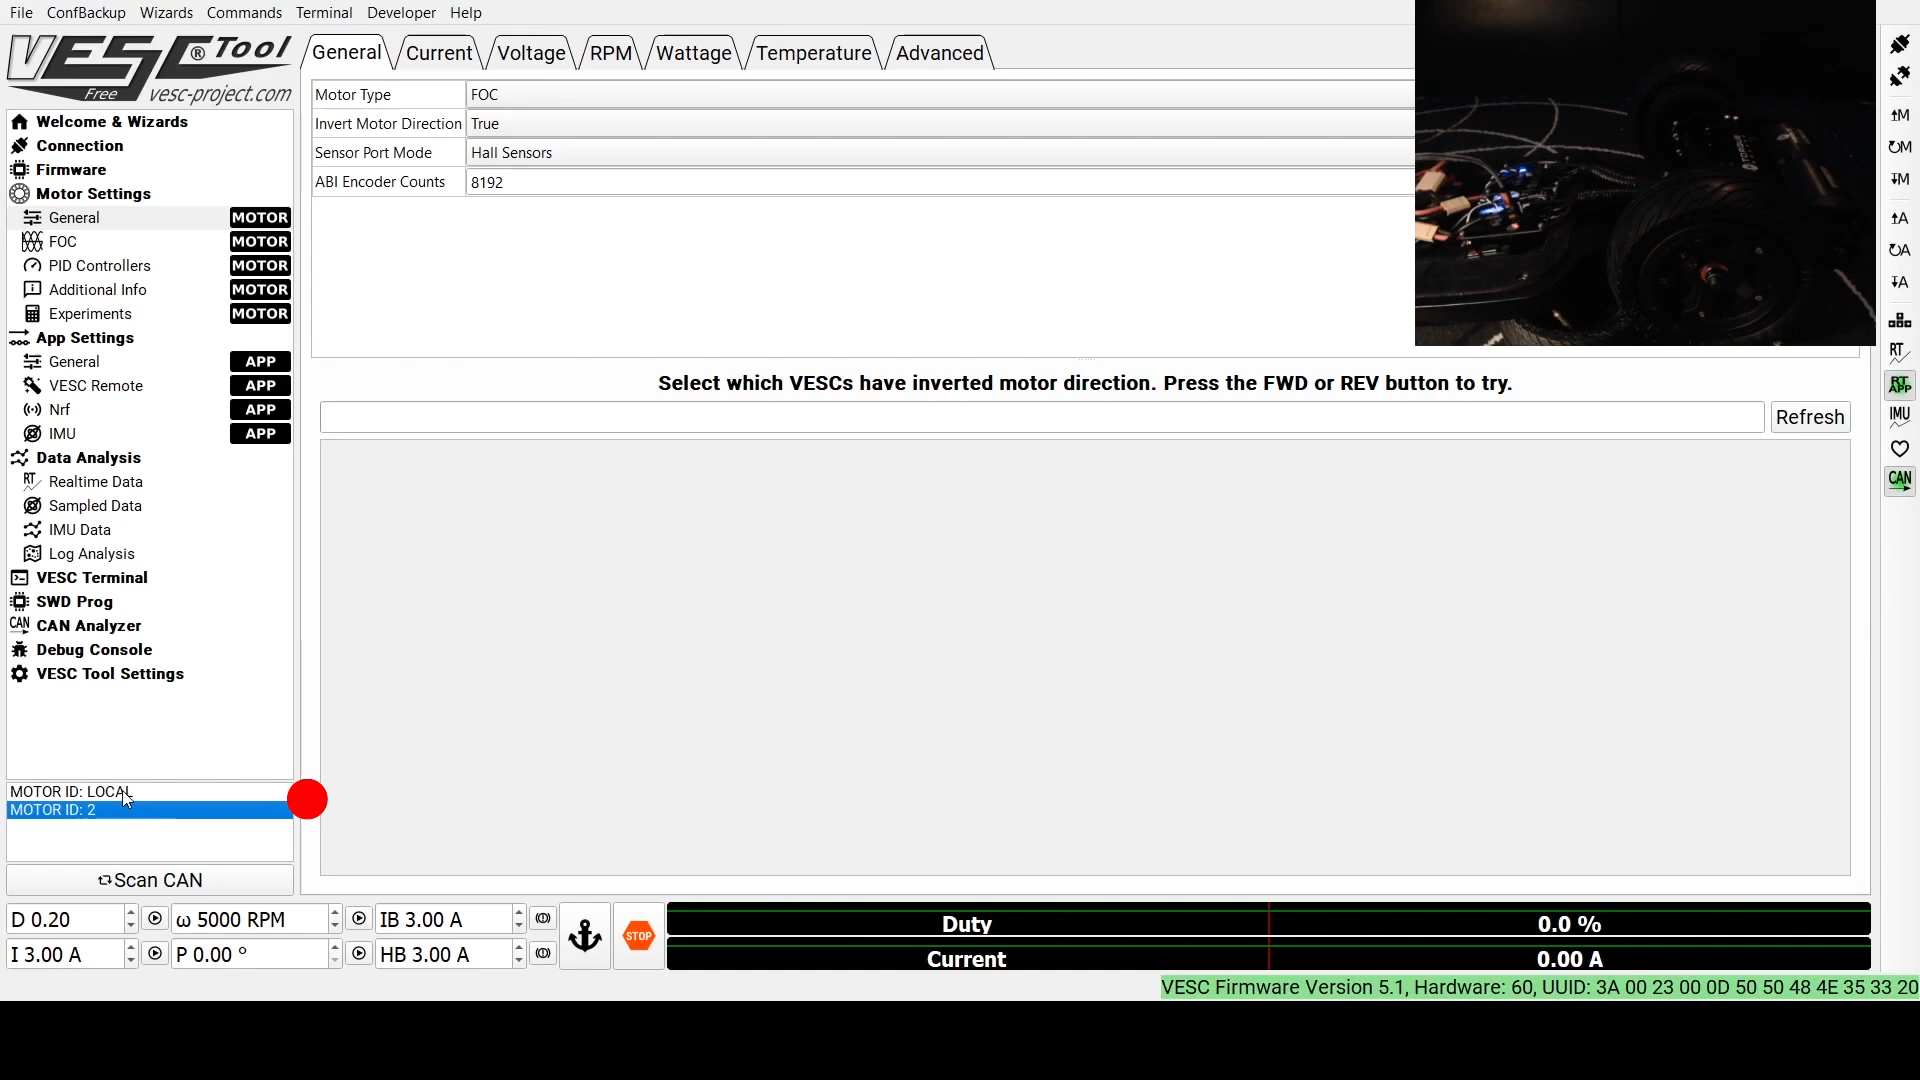 File ConfBackup Wizards Commands Terminal Developer Help
VESC® Tool
Free vesc-project.com
General Current Voltage RPM Wattage Temperature Advanced
Motor Type FOC
Invert Motor Direction True
Sensor Port Mode Hall Sensors
ABI Encoder Counts 8192
Welcome & Wizards
Connection
Firmware
Motor Settings
General MOTOR
FOC MOTOR
PID Controllers MOTOR
Additional Info MOTOR
Experiments MOTOR
App Settings
General APP
VESC Remote APP
Nrf APP
IMU APP
Data Analysis
RT Realtime Data
Sampled Data
IMU Data
Log Analysis
VESC Terminal
SWD Prog
CAN CAN Analyzer
Debug Console
VESC Tool Settings
MOTOR ID: LOCAL
MOTOR ID: 2
Scan CAN
Select which VESCs have inverted motor direction. Press the FWD or REV button to try.
Refresh
M
M
M
A
A
A
RT
RT APP
IMU
CAN
D 0.20 ω 5000 RPM IB 3.00 A
I 3.00 A P 0.00 ° HB 3.00 A
STOP
Duty 0.0 %
Current 0.00 A
VESC Firmware Version 5.1, Hardware: 60, UUID: 3A 00 23 00 0D 50 50 48 4E 35 33 20